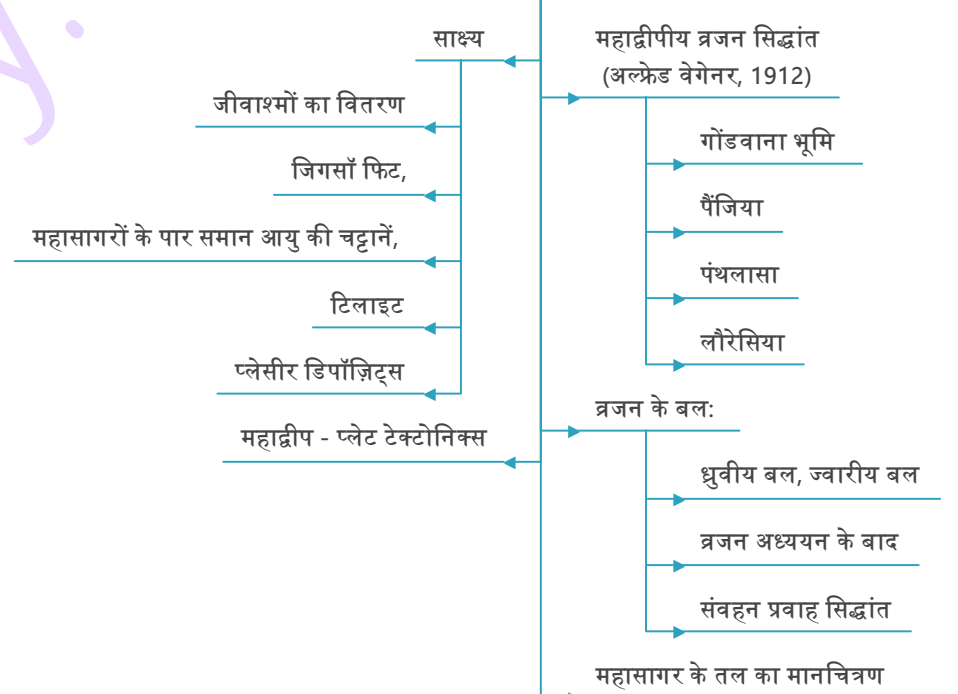 साक्ष्य
जीवाश्मों का वितरण
जिगसॉ फिट,
महासागरों के पार समान आयु की चट्टानें,
टिलाइट
प्लेसीर डिपॉज़िट्स
महाद्वीप - प्लेट टेक्टोनिक्स
महाद्वीपीय व्रजन सिद्धांत
(अल्फ्रेड वेगेनर, 1912)
गोंडवाना भूमि
पैंजिया
पंथलासा
लौरेसिया
व्रजन के बल:
ध्रुवीय बल, ज्वारीय बल
व्रजन अध्ययन के बाद
संवहन प्रवाह सिद्धांत
महासागर के तल का मानचित्रण